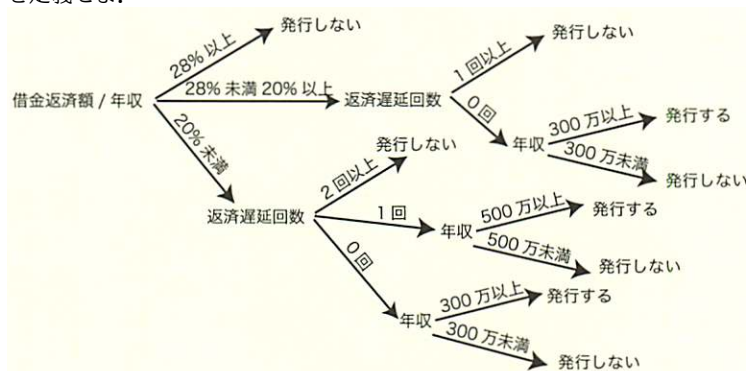 を定義せよ.
発行しない
28% 以上
1 回以上
発行しない
借金返済額 / 年収
28% 未満 20% 以上
返済遅延回数
0回
年収
300 万以上
発行する
300 万未満
発行しない
20% 未満
発行しない
2 回以上
返済遅延回数
1 回
年収
500 万以上
発行する
500 万未満
発行しない
0回
年収
300 万以上
発行する
300 万未満
発行しない